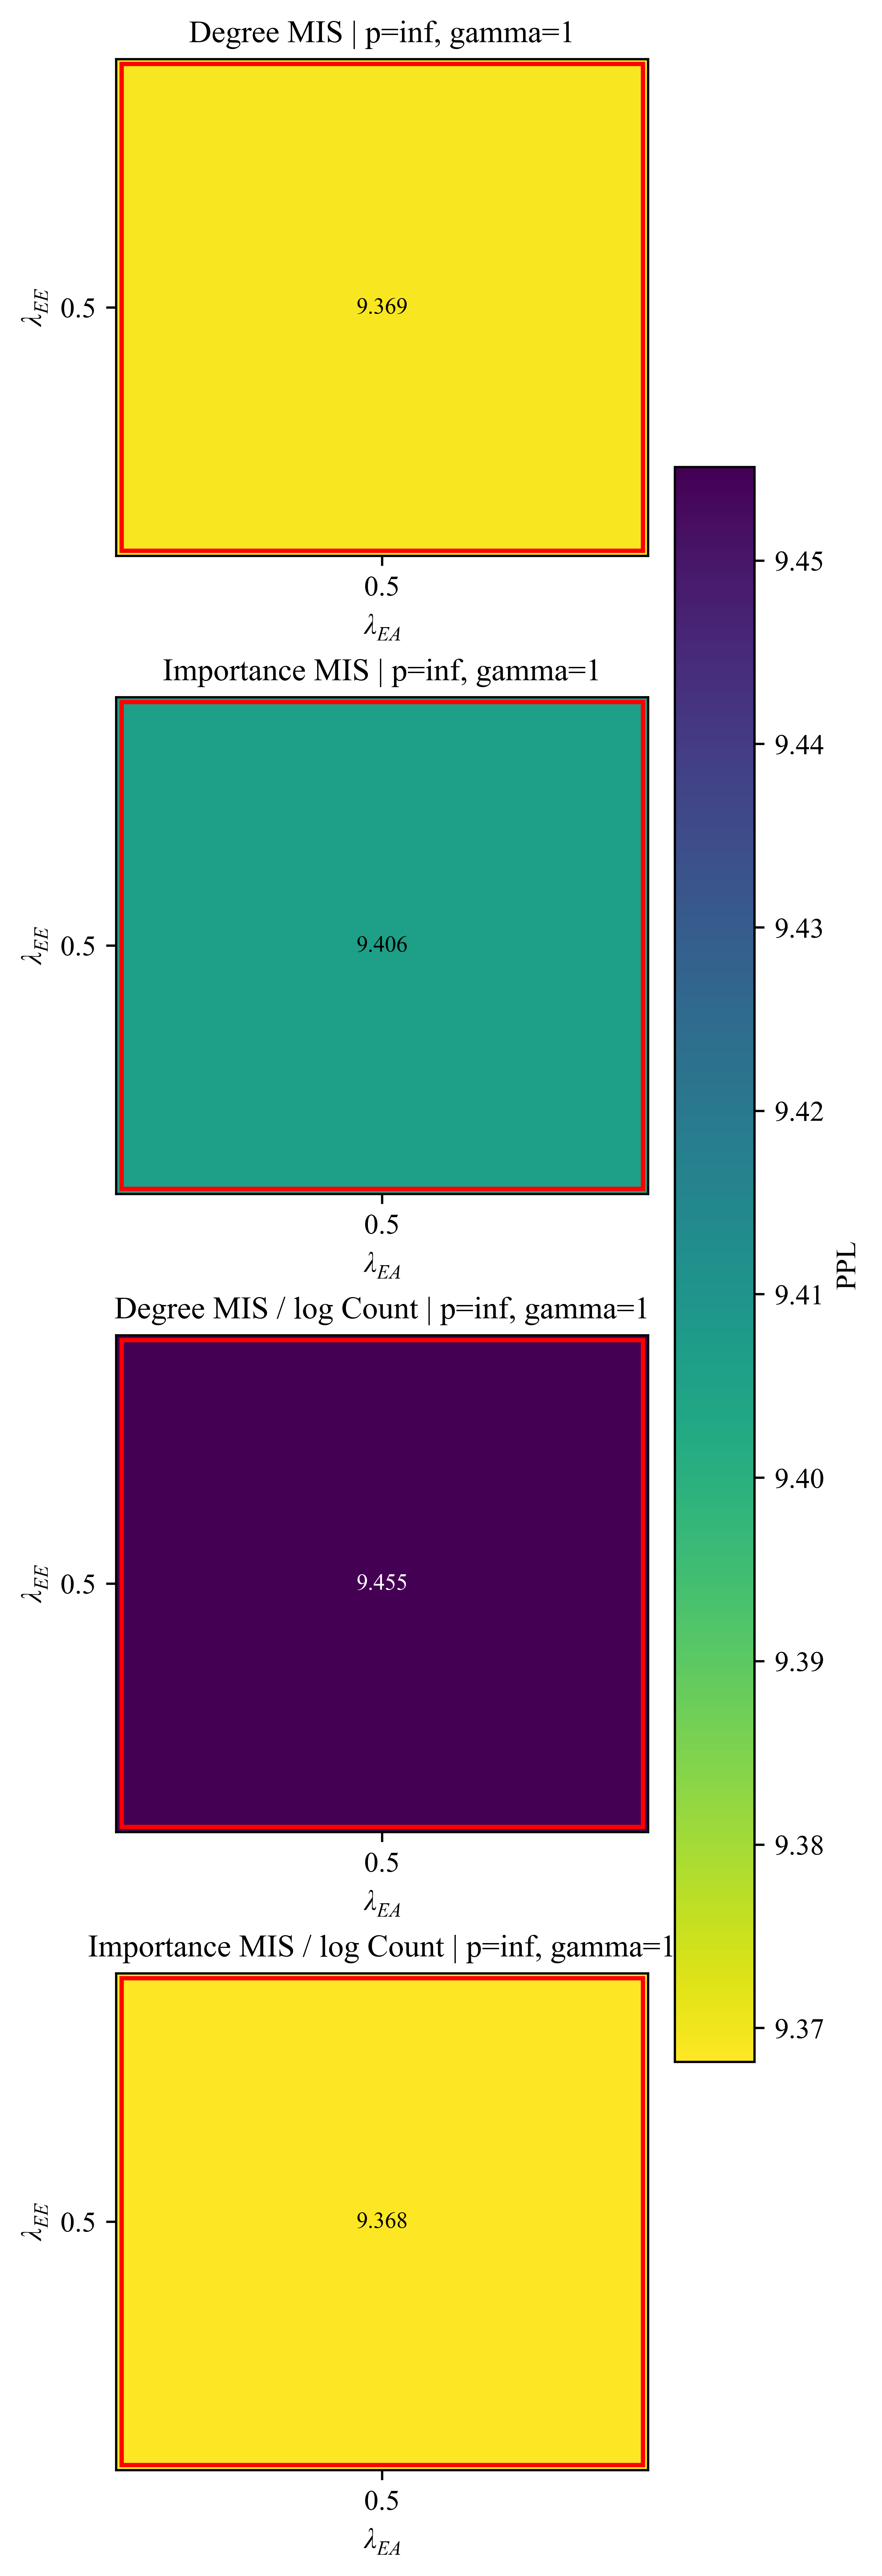 Degree MIS | p=inf, gamma=1
λEE
0.5
9.369
0.5
λEA
Importance MIS | p=inf, gamma=1
λEE
0.5
9.406
0.5
λEA
Degree MIS / log Count | p=inf, gamma=1
λEE
0.5
9.455
0.5
λEA
Importance MIS / log Count | p=inf, gamma=1
λEE
0.5
9.368
0.5
λEA
9.45
9.44
9.43
9.42
9.41
9.40
9.39
9.38
9.37
PPL